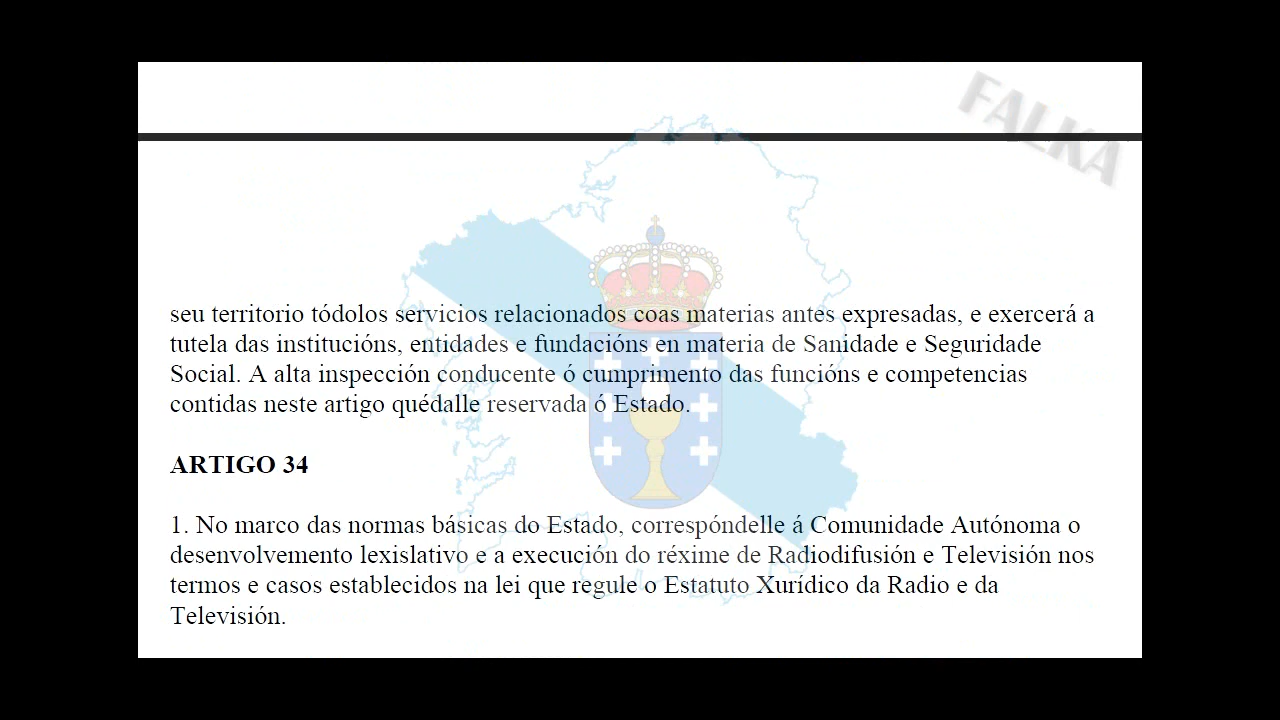 FALKA
seu territorio tódolos servicios relacionados coas materias antes expresadas, e exercerá a
tutela das institucións, entidades e fundacións en materia de Sanidade e Seguridade
Social. A alta inspección conducente ó cumprimento das funcións e competencias
contidas neste artigo quédalle reservada ó Estado.
ARTIGO 34
1. No marco das normas básicas do Estado, correspóndelle á Comunidade Autónoma o
desenvolvemento lexislativo e a execución do réxime de Radiodifusión e Televisión nos
termos e casos establecidos na lei que regule o Estatuto Xurídico da Radio e da
Televisión.